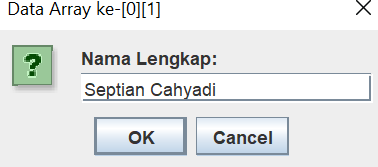 Data Array ke-[0][1]
Nama Lengkap:
Septian Cahyadi
OK Cancel